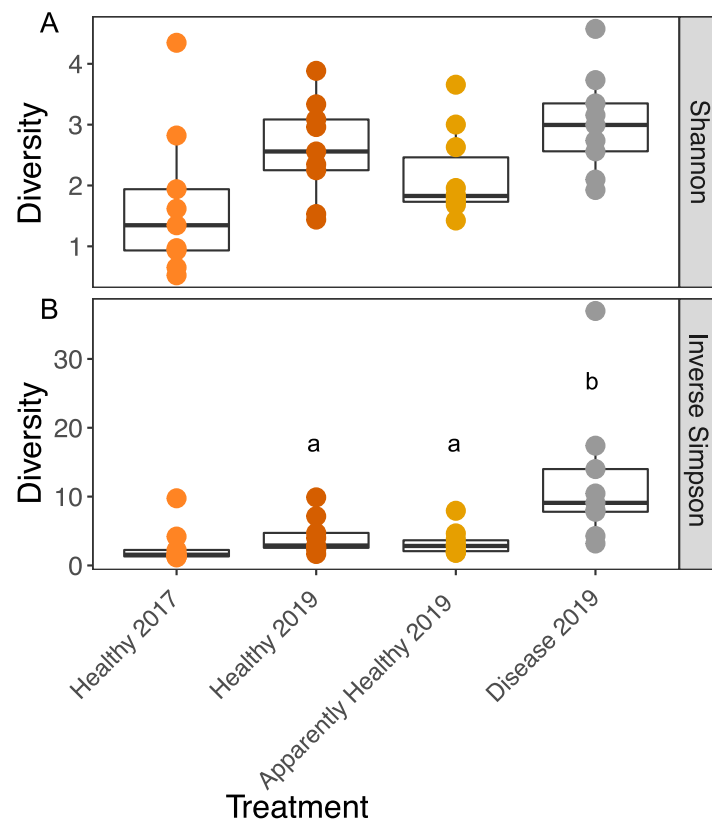 A
Diversity
4
3
2
1
Shannon
B
Diversity
30
20
10
0
a
a
b
Inverse Simpson
Healthy 2017
Healthy 2019
Apparently Healthy 2019
Disease 2019
Treatment